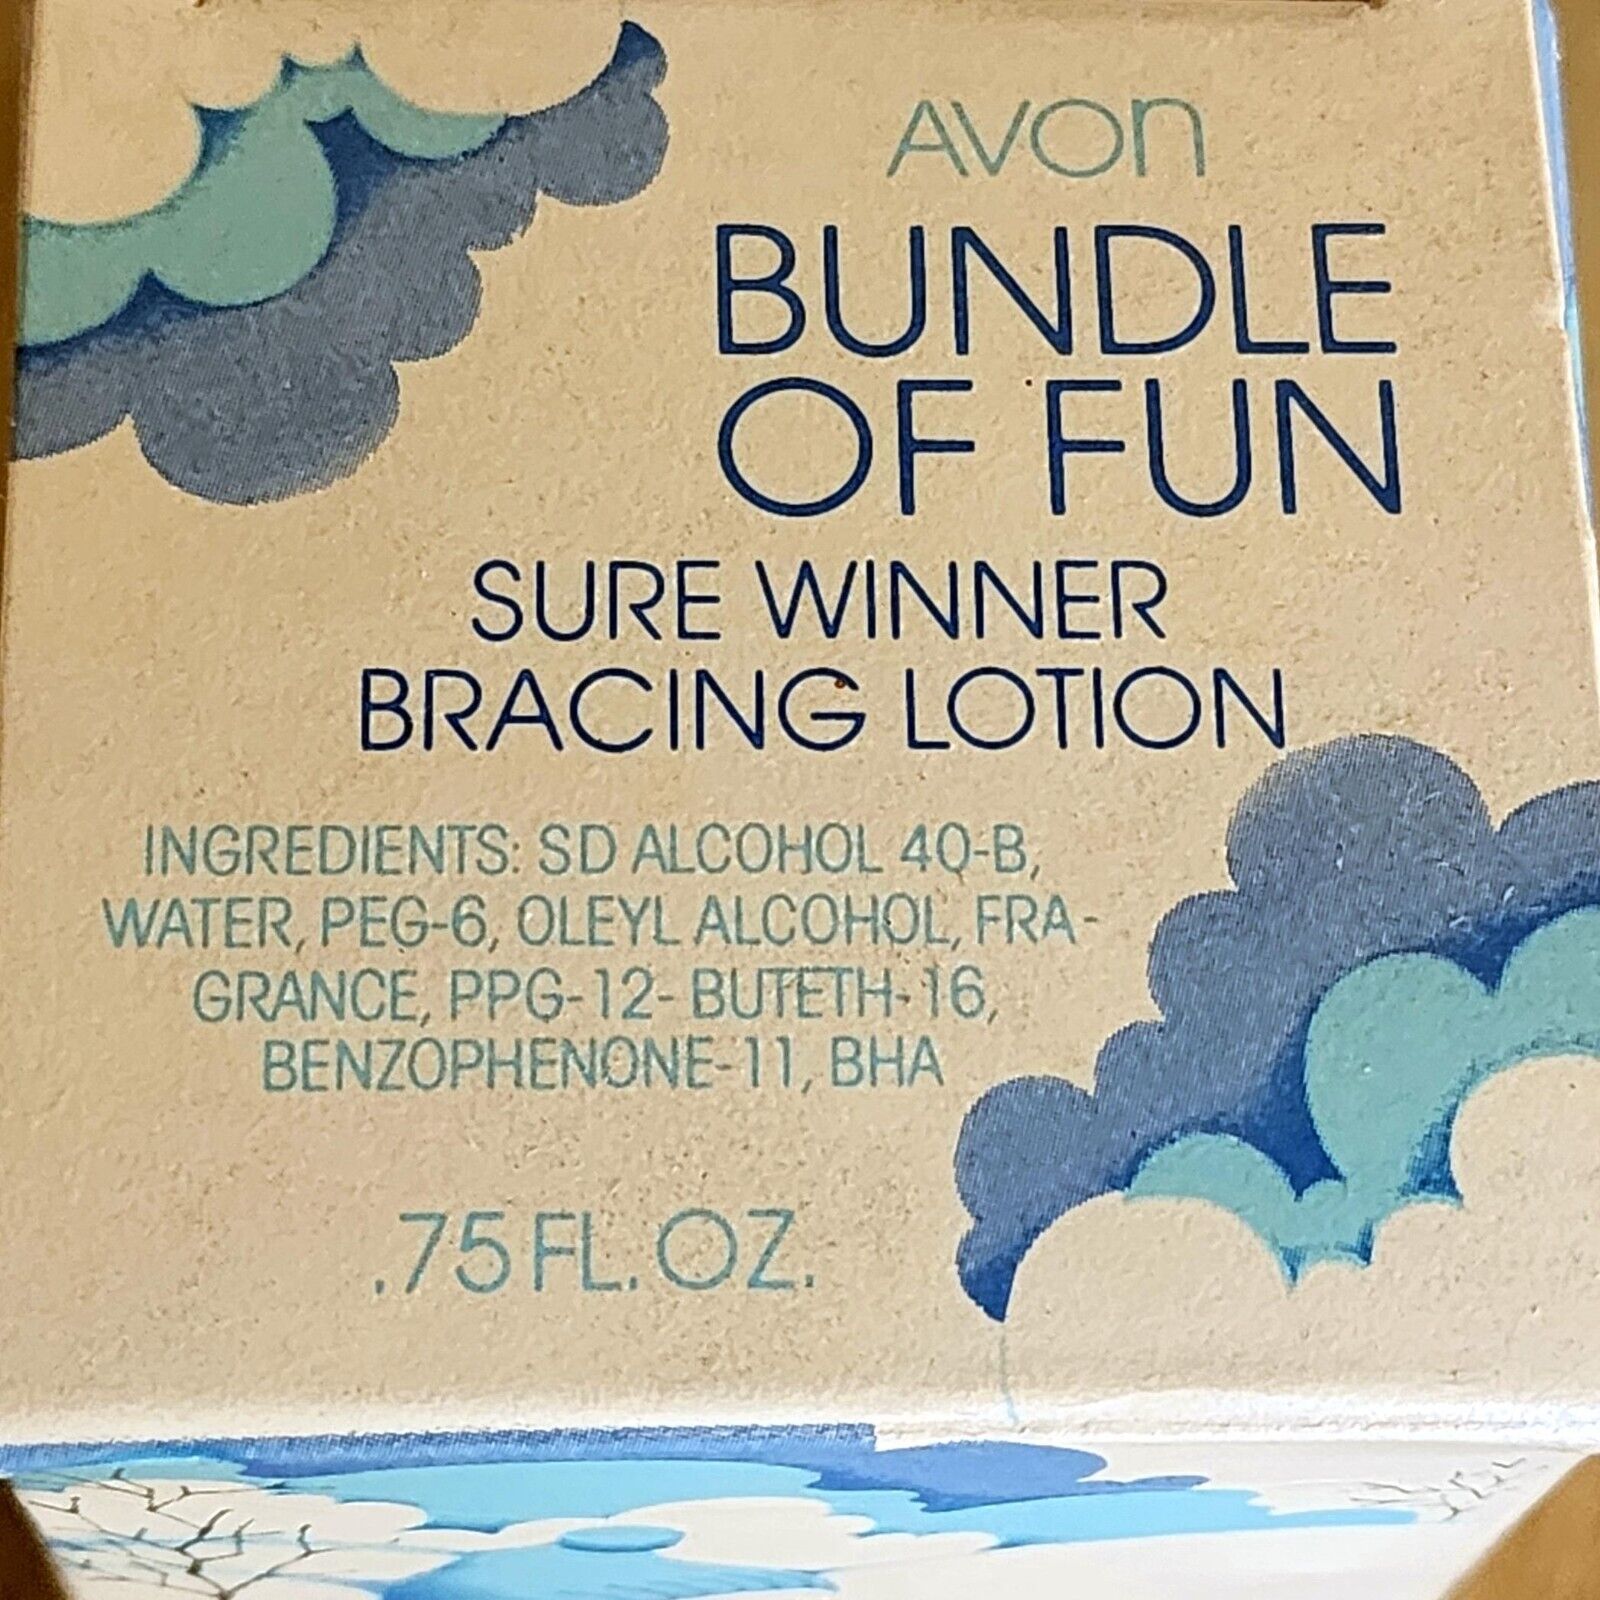 AVON
BUNDLE
OF FUN
SURE WINNER
BRACING LOTION
INGREDIENTS: SD ALCOHOL 40-B,
WATER, PEG-6, OLEYL ALCOHOL, FRA-
GRANCE, PPG-12- BUTETH-16,
BENZOPHENONE-11, BHA
.75 FL. OZ.